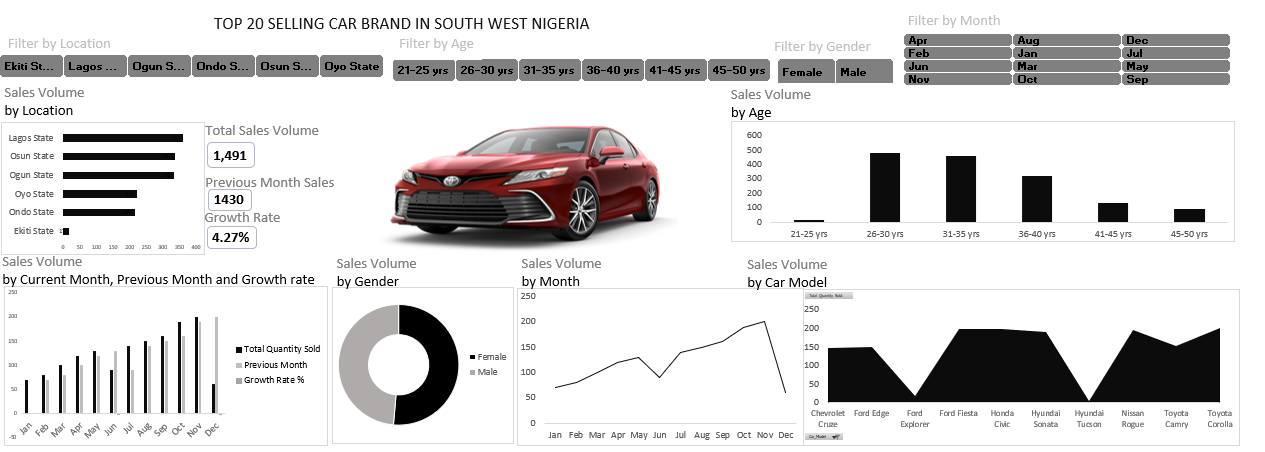 TOP 20 SELLING CAR BRAND IN SOUTH WEST NIGERIA
Filter by Location
Ekiti St... Lagos ... Ogun S... Ondo S... Osun S... Oyo State
Filter by Age
21-25 yrs 26-30 yrs 31-35 yrs 36-40 yrs 41-45 yrs 45-50 yrs
Filter by Gender
Female Male
Filter by Month
Apr Aug Dec
Feb Jan Jul
Jun Mar May
Nov Oct Sep
Sales Volume
by Location
Lagos State
Osun State
Ogun State
Oyo State
Ondo State
Ekiti State
0 50 100 150 200 250 300 350 400
Total Sales Volume
1,491
Previous Month Sales
1430
Growth Rate
4.27%
Sales Volume
by Age
600
500
400
300
200
100
0
21-25 yrs 26-30 yrs 31-35 yrs 36-40 yrs 41-45 yrs 45-50 yrs
Sales Volume
by Current Month, Previous Month and Growth rate
250
200
150
100
50
0
-50
Jan Feb Mar Apr May Jun Jul Aug Sep Oct Nov Dec
Total Quantity Sold
Previous Month
Growth Rate %
Sales Volume
by Gender
Female
Male
Sales Volume
by Month
250
200
150
100
50
0
Jan Feb Mar Apr May Jun Jul Aug Sep Oct Nov Dec
Sales Volume
by Car Model
Total Quantity Sold
250
200
150
100
50
0
Chevrolet Cruze
Ford Edge
Ford Explorer
Ford Fiesta
Honda Civic
Hyundai Sonata
Hyundai Tucson
Nissan Rogue
Toyota Camry
Toyota Corolla
Car_Model